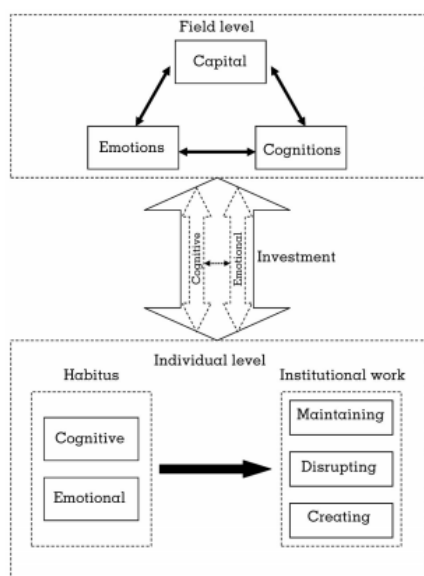 Field level
Capital
Emotions
Cognitions
Cognitive
Emotional
Investment
Individual level
Habitus
Institutional work
Cognitive
Emotional
Maintaining
Disrupting
Creating